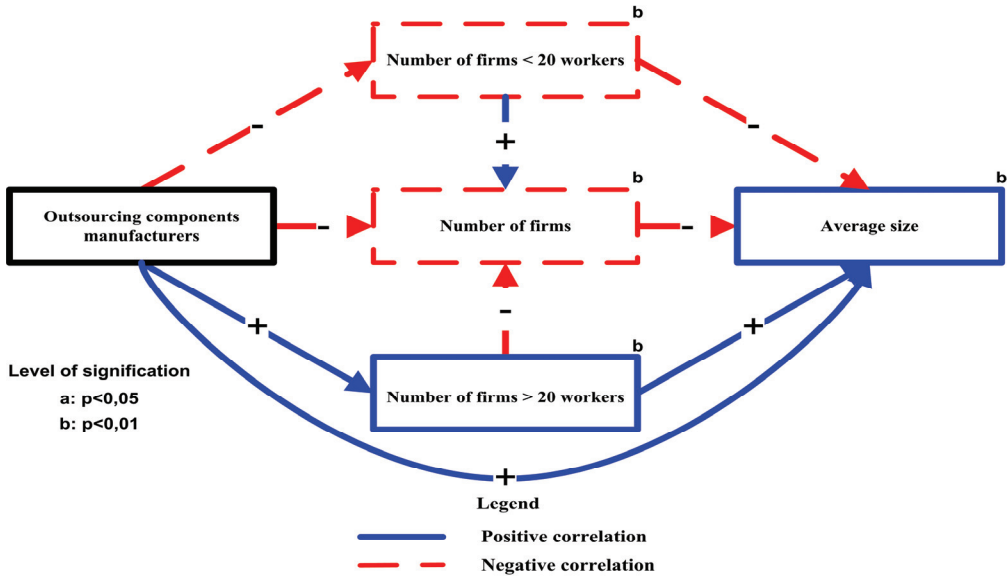 b
Number of firms < 20 workers
-
-
+
b
b
Outsourcing components
manufacturers
-
Number of firms
-
Average size
-
+
+
b
Level of signification
a: p<0,05
b: p<0,01
Number of firms > 20 workers
+
Legend
Positive correlation
Negative correlation